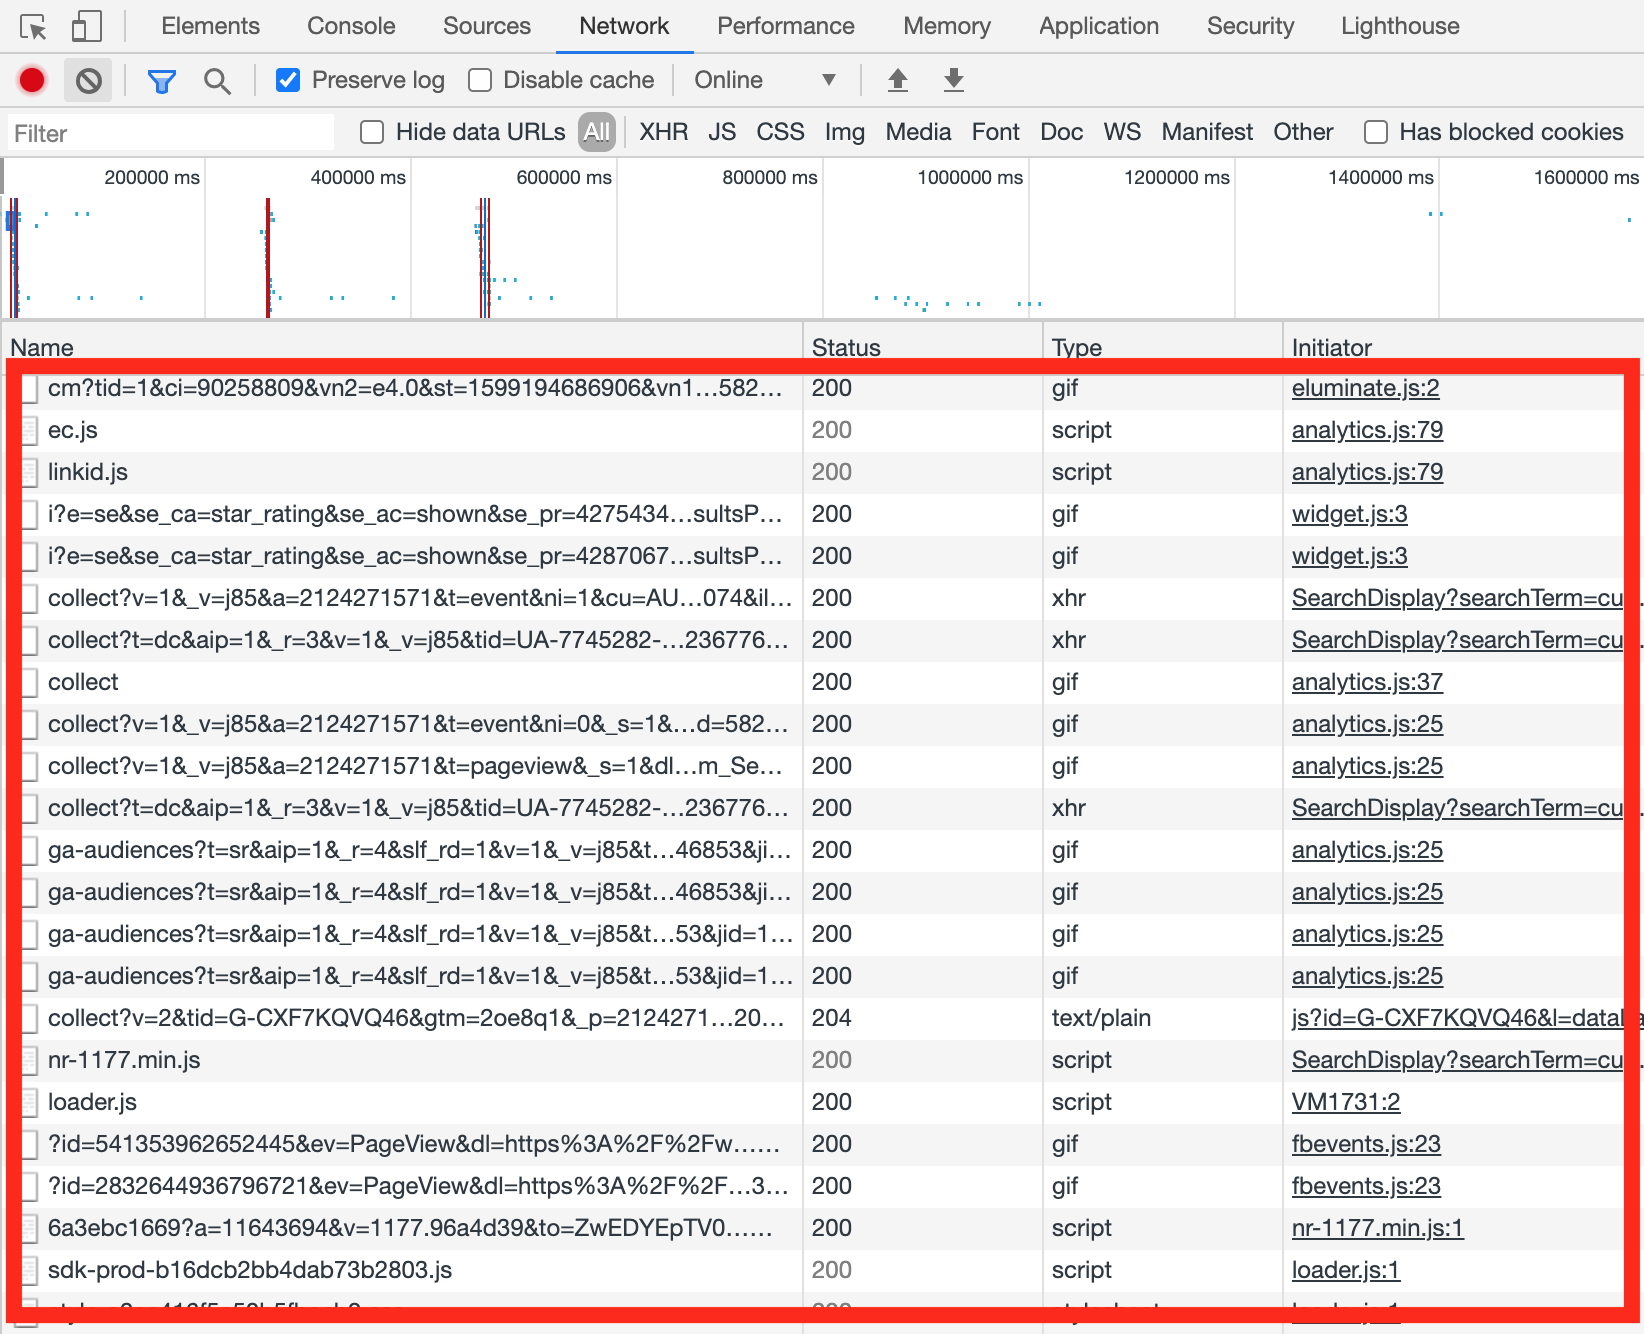 Elements Console Sources Network Performance Memory Application Security Lighthouse
Preserve log Disable cache Online
Filter Hide data URLs All XHR JS CSS Img Media Font Doc WS Manifest Other Has blocked cookies
200000 ms 400000 ms 600000 ms 800000 ms 1000000 ms 1200000 ms 1400000 ms 1600000 ms
Name Status Type Initiator
cm?tid=1&ci=90258809&vn2=e4.0&st=1599194686906&vn1…582… 200 gif eluminate.js:2
ec.js 200 script analytics.js:79
linkid.js 200 script analytics.js:79
i?e=se&se_ca=star_rating&se_ac=shown&se_pr=4275434…sultsP… 200 gif widget.js:3
i?e=se&se_ca=star_rating&se_ac=shown&se_pr=4287067…sultsP… 200 gif widget.js:3
collect?v=1&_v=j85&a=2124271571&t=event&ni=1&cu=AU…074&il… 200 xhr SearchDisplay?searchTerm=cu
collect?t=dc&aip=1&_r=3&v=1&_v=j85&tid=UA-7745282-…236776… 200 xhr SearchDisplay?searchTerm=cu
collect 200 gif analytics.js:37
collect?v=1&_v=j85&a=2124271571&t=event&ni=0&_s=1&…d=582… 200 gif analytics.js:25
collect?v=1&_v=j85&a=2124271571&t=pageview&_s=1&dl…m_Se… 200 gif analytics.js:25
collect?t=dc&aip=1&_r=3&v=1&_v=j85&tid=UA-7745282-…236776… 200 xhr SearchDisplay?searchTerm=cu
ga-audiences?t=sr&aip=1&_r=4&slf_rd=1&v=1&_v=j85&t…46853&ji… 200 gif analytics.js:25
ga-audiences?t=sr&aip=1&_r=4&slf_rd=1&v=1&_v=j85&t…46853&ji… 200 gif analytics.js:25
ga-audiences?t=sr&aip=1&_r=4&slf_rd=1&v=1&_v=j85&t…53&jid=1… 200 gif analytics.js:25
ga-audiences?t=sr&aip=1&_r=4&slf_rd=1&v=1&_v=j85&t…53&jid=1… 200 gif analytics.js:25
collect?v=2&tid=G-CXF7KQVQ46&gtm=2oe8q1&_p=2124271…20… 204 text/plain js?id=G-CXF7KQVQ46&l=dataLa
nr-1177.min.js 200 script SearchDisplay?searchTerm=cu
loader.js 200 script VM1731:2
?id=541353962652445&ev=PageView&dl=https%3A%2F%2Fw…… 200 gif fbevents.js:23
?id=2832644936796721&ev=PageView&dl=https%3A%2F%2F…3… 200 gif fbevents.js:23
6a3ebc1669?a=11643694&v=1177.96a4d39&to=ZwEDYEpTV0…… 200 script nr-1177.min.js:1
sdk-prod-b16dcb2bb4dab73b2803.js 200 script loader.js:1